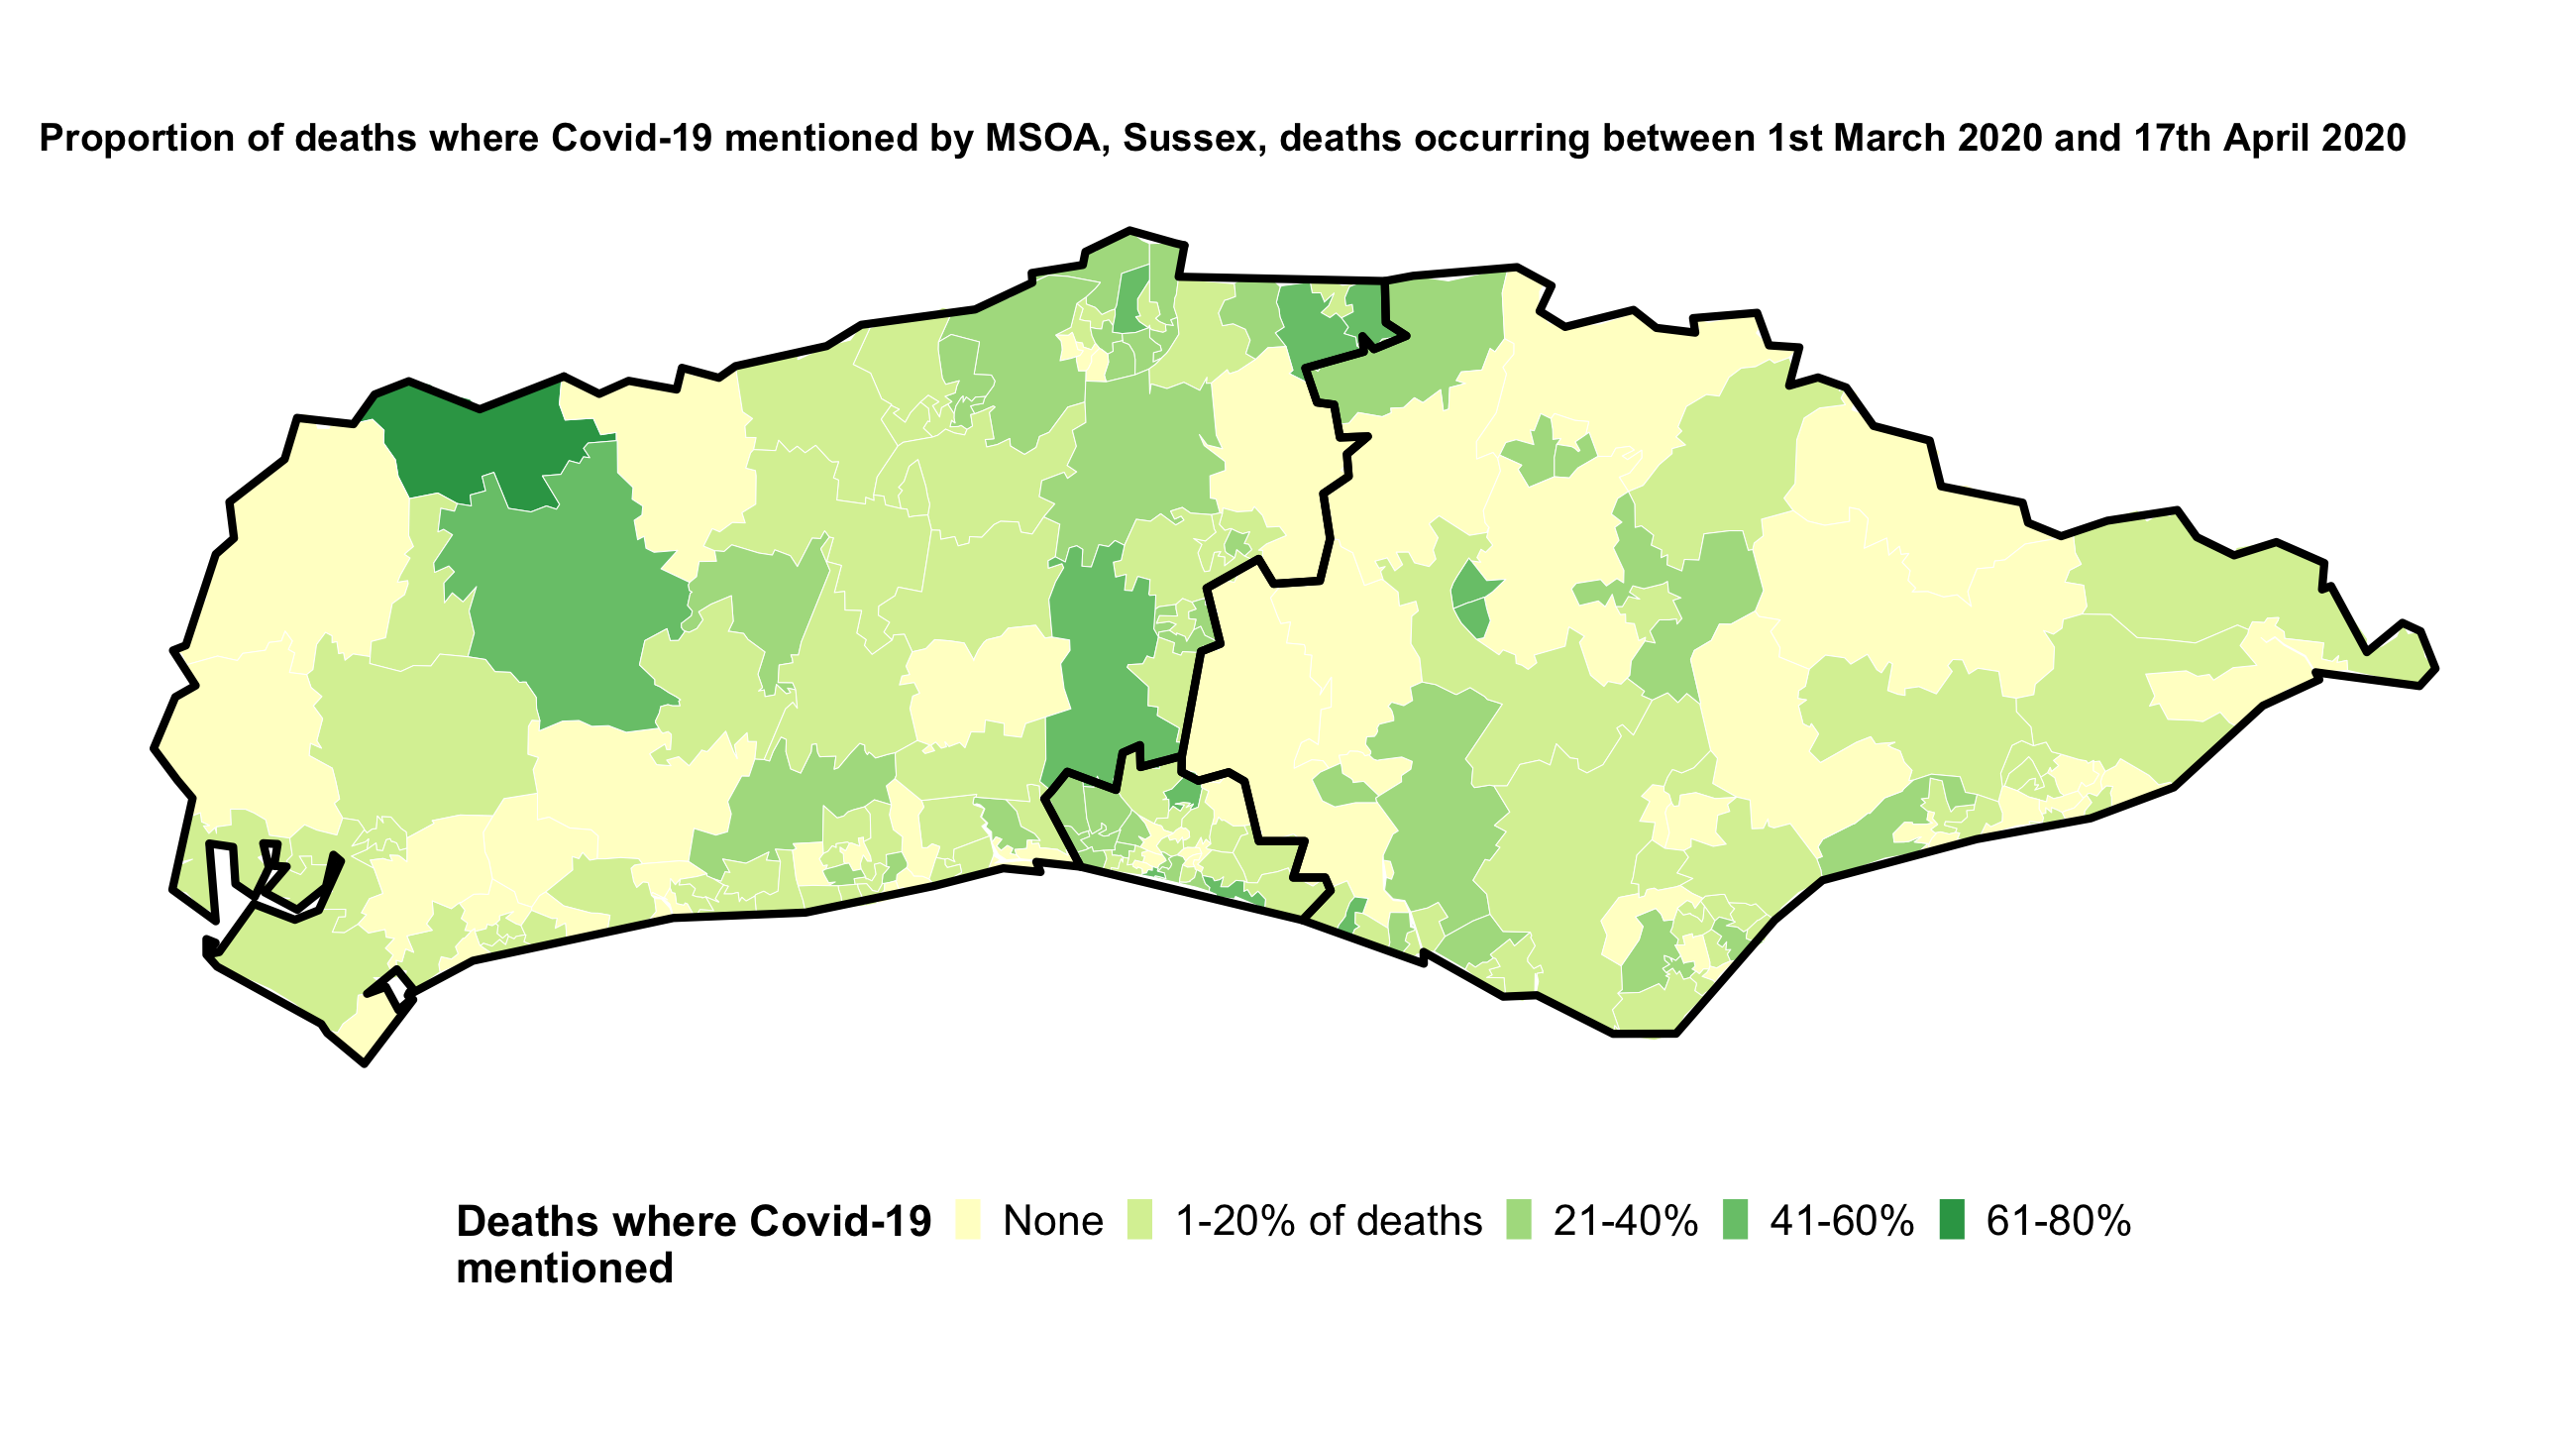 Proportion of deaths where Covid-19 mentioned by MSOA, Sussex, deaths occurring between 1st March 2020 and 17th April 2020
Deaths where Covid-19 mentioned
None
1-20% of deaths
21-40%
41-60%
61-80%